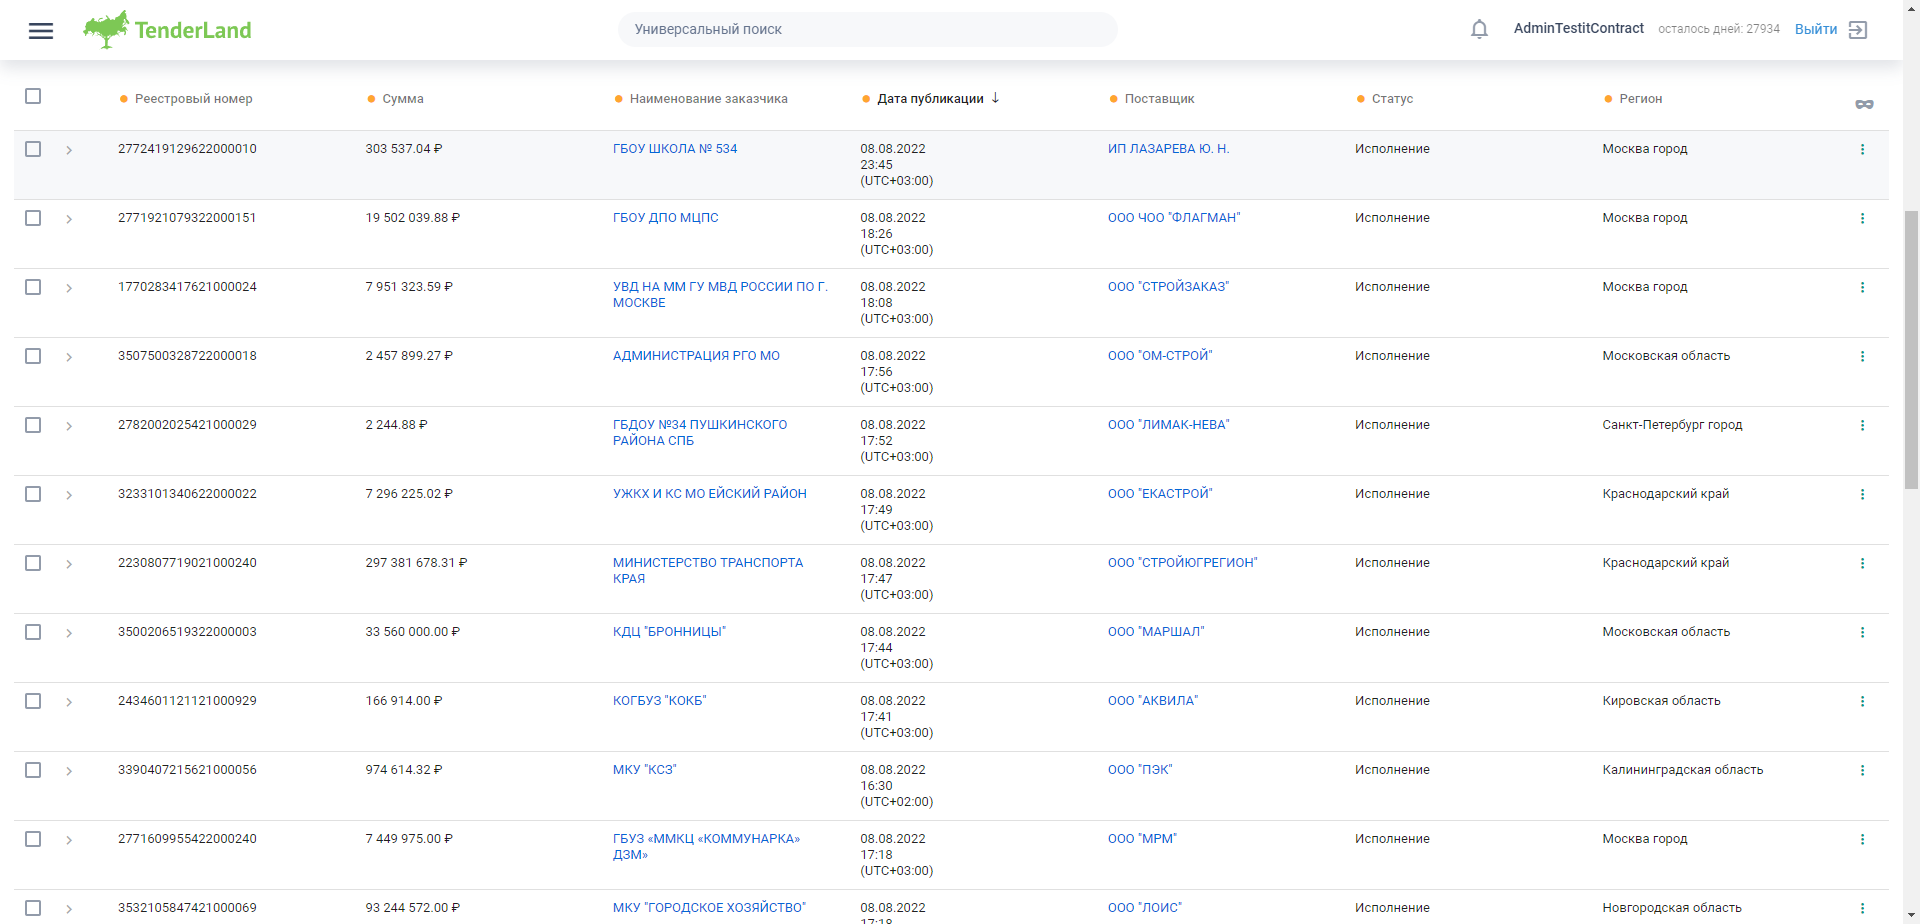 TenderLand
Универсальный поиск
AdminTestitContract
осталось дней: 27934
Выйти
Реестровый номер
Сумма
Наименование заказчика
Дата публикации
Поставщик
Статус
Регион
2772419129622000010
303 537.04 ₽
ГБОУ ШКОЛА № 534
08.08.2022
23:45
(UTC+03:00)
ИП ЛАЗАРЕВА Ю. Н.
Исполнение
Москва город
2771921079322000151
19 502 039.88 ₽
ГБОУ ДПО МЦПС
08.08.2022
18:26
(UTC+03:00)
ООО ЧОО "ФЛАГМАН"
Исполнение
Москва город
1770283417621000024
7 951 323.59 ₽
УВД НА ММ ГУ МВД РОССИИ ПО Г.
МОСКВЕ
08.08.2022
18:08
(UTC+03:00)
ООО "СТРОЙЗАКАЗ"
Исполнение
Москва город
3507500328722000018
2 457 899.27 ₽
АДМИНИСТРАЦИЯ РГО МО
08.08.2022
17:56
(UTC+03:00)
ООО "ОМ-СТРОЙ"
Исполнение
Московская область
2782002025421000029
2 244.88 ₽
ГБДОУ №34 ПУШКИНСКОГО
РАЙОНА СПБ
08.08.2022
17:52
(UTC+03:00)
ООО "ЛИМАК-НЕВА"
Исполнение
Санкт-Петербург город
3233101340622000022
7 296 225.02 ₽
УЖКХ И КС МО ЕЙСКИЙ РАЙОН
08.08.2022
17:49
(UTC+03:00)
ООО "ЕКАСТРОЙ"
Исполнение
Краснодарский край
2230807719021000240
297 381 678.31 ₽
МИНИСТЕРСТВО ТРАНСПОРТА
КРАЯ
08.08.2022
17:47
(UTC+03:00)
ООО "СТРОЙЮГРЕГИОН"
Исполнение
Краснодарский край
3500206519322000003
33 560 000.00 ₽
КДЦ "БРОННИЦЫ"
08.08.2022
17:44
(UTC+03:00)
ООО "МАРШАЛ"
Исполнение
Московская область
2434601121121000929
166 914.00 ₽
КОГБУЗ "КОКБ"
08.08.2022
17:41
(UTC+03:00)
ООО "АКВИЛА"
Исполнение
Кировская область
3390407215621000056
974 614.32 ₽
МКУ "КСЗ"
08.08.2022
16:30
(UTC+02:00)
ООО "ПЭК"
Исполнение
Калининградская область
2771609955422000240
7 449 975.00 ₽
ГБУЗ «ММКЦ «КОММУНАРКА»
ДЗМ»
08.08.2022
17:18
(UTC+03:00)
ООО "МРМ"
Исполнение
Москва город
3532105847421000069
93 244 572.00 ₽
МКУ "ГОРОДСКОЕ ХОЗЯЙСТВО"
08.08.2022
17:18
ООО "ЛОИС"
Исполнение
Новгородская область